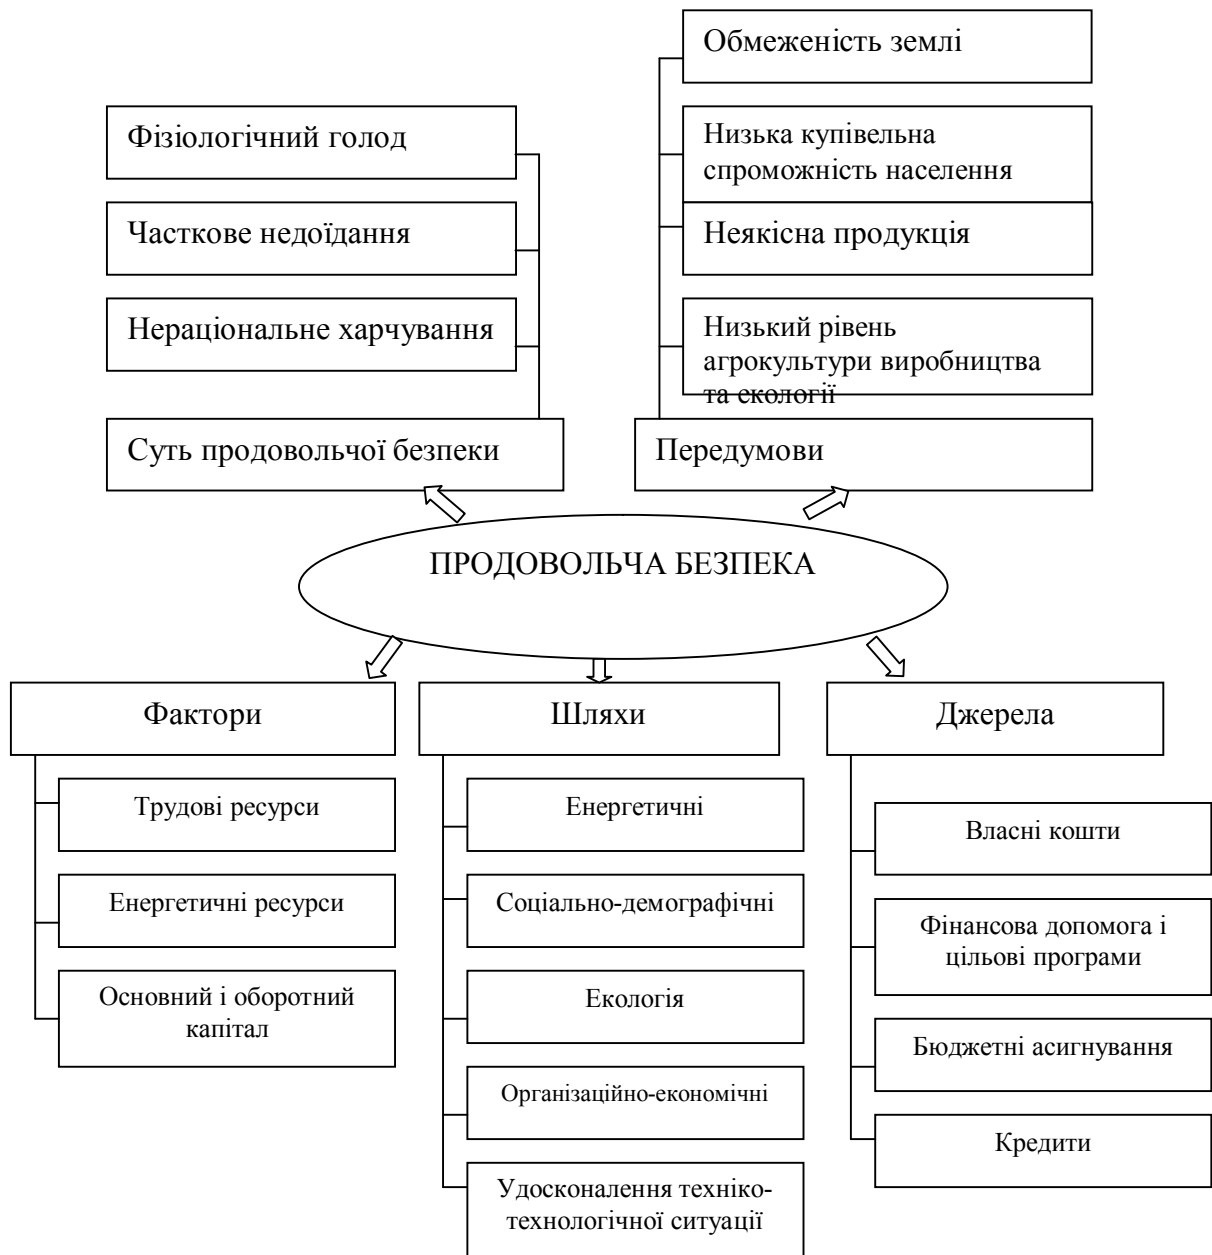 Обмеженість землі
Фізіологічний голод
Низька купівельна
спроможність населення
Часткове недоїдання
Неякісна продукція
Нераціональне харчування
Низький рівень
агрокультури виробництва
та екології
Суть продовольчої безпеки
Передумови
ПРОДОВОЛЬЧА БЕЗПЕКА
Фактори
Трудові ресурси
Енергетичні ресурси
Основний і оборотний
капітал
Шляхи
Енергетичні
Соціально-демографічні
Екологія
Організаційно-економічні
Удосконалення техніко-
технологічної ситуації
Джерела
Власні кошти
Фінансова допомога і
цільові програми
Бюджетні асигнування
Кредити